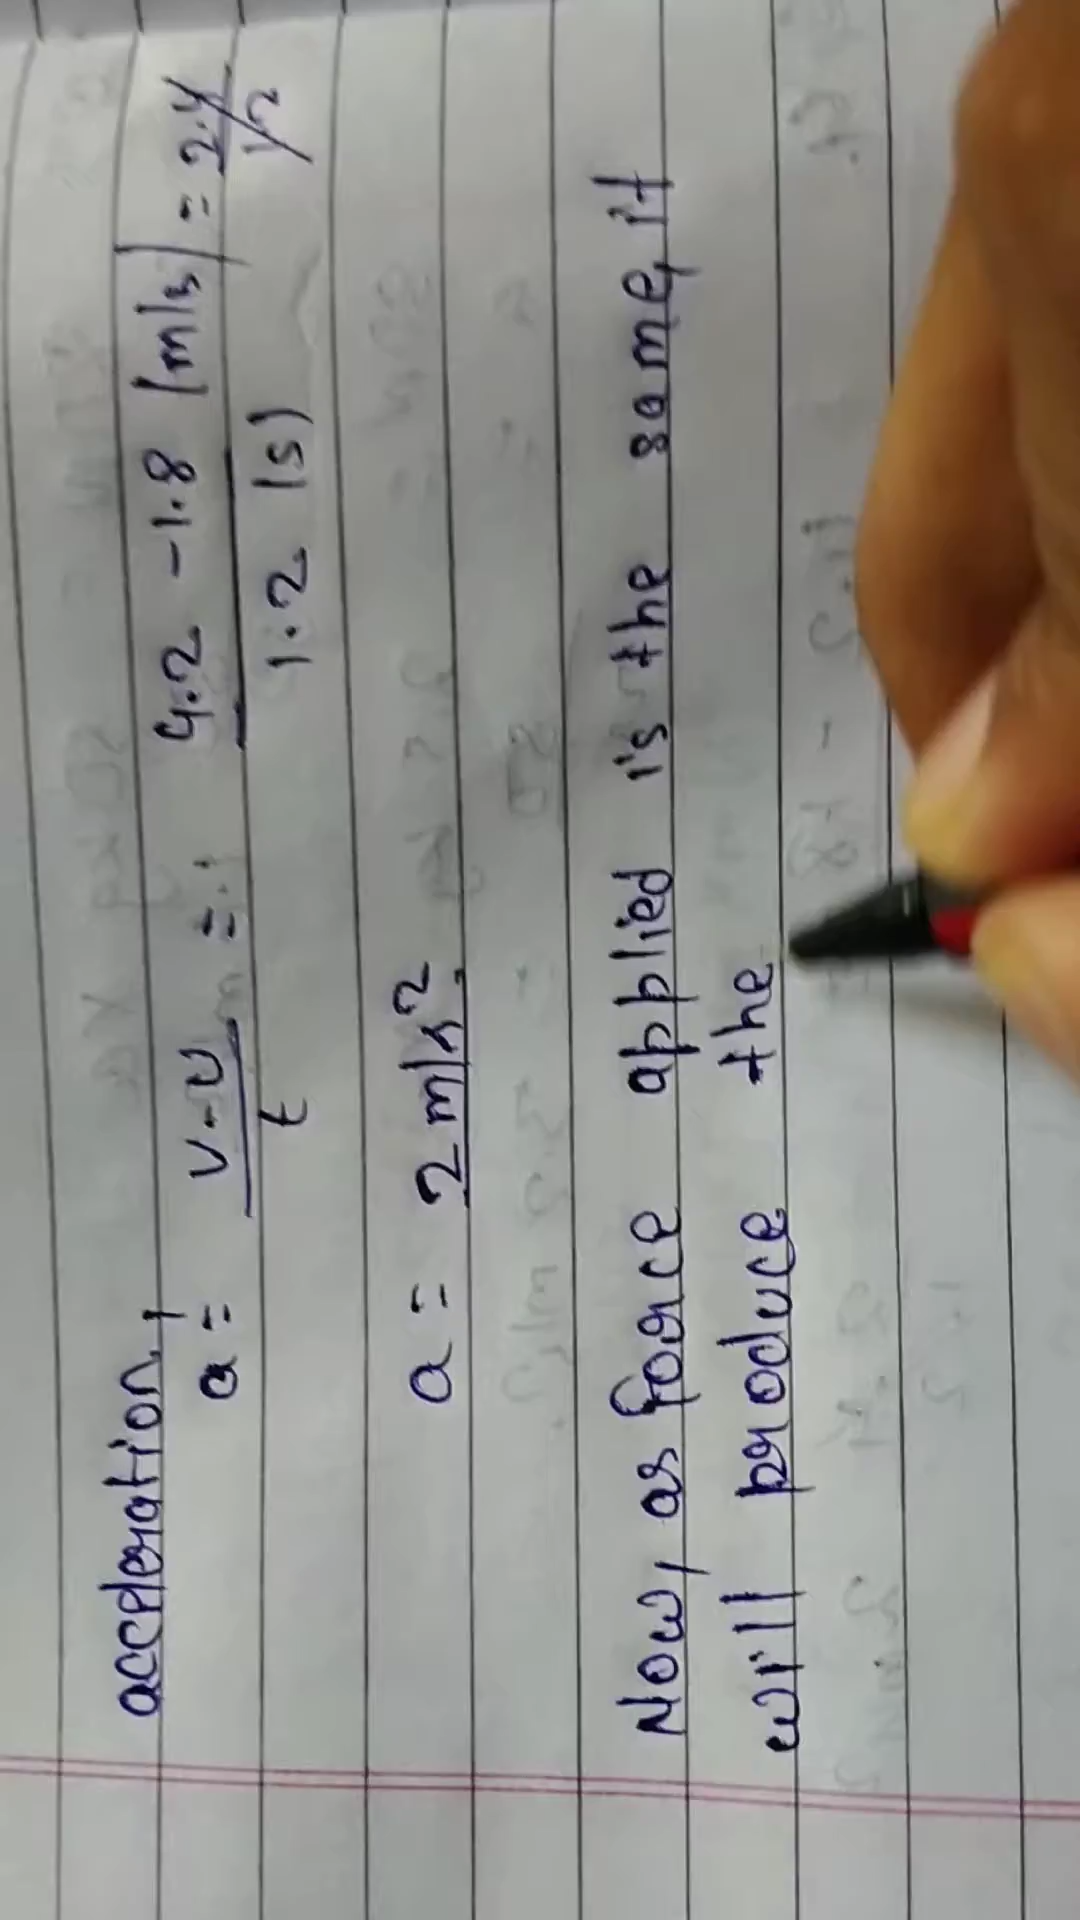 acceleration,
a = v-u/t = 4.2 - 1.8 (m/s) / 1.2 (s) = 2.4/1.2
a = 2 m/s²
Now, as force applied is the same, it
will produce the